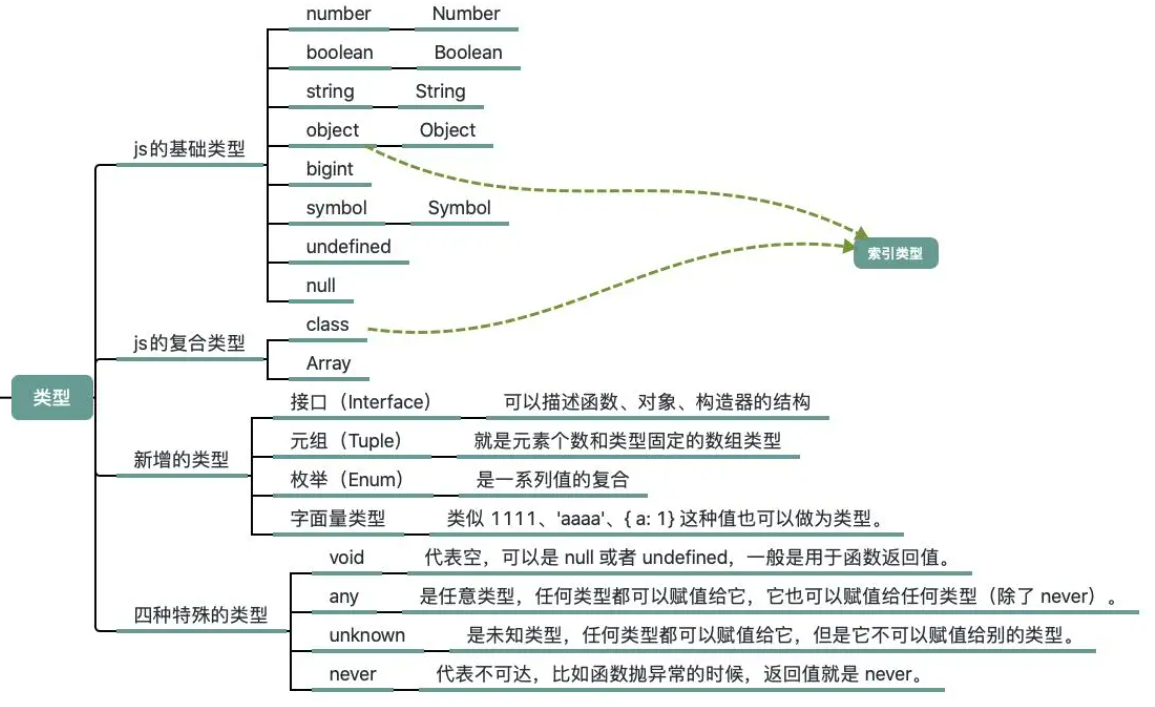 number Number
boolean Boolean
string String
object Object
js的基础类型
bigint
symbol Symbol
undefined
索引类型
null
class
js的复合类型
Array
类型
接口（Interface） 可以描述函数、对象、构造器的结构
元组（Tuple） 就是元素个数和类型固定的数组类型
新增的类型
枚举（Enum） 是一系列值的复合
字面量类型 类似 1111、'aaaa'、{ a: 1} 这种值也可以做为类型。
void 代表空，可以是 null 或者 undefined，一般是用于函数返回值。
any 是任意类型，任何类型都可以赋值给它，它也可以赋值给任何类型（除了 never）。
四种特殊的类型
unknown 是未知类型，任何类型都可以赋值给它，但是它不可以赋值给别的类型。
never 代表不可达，比如函数抛异常的时候，返回值就是 never。